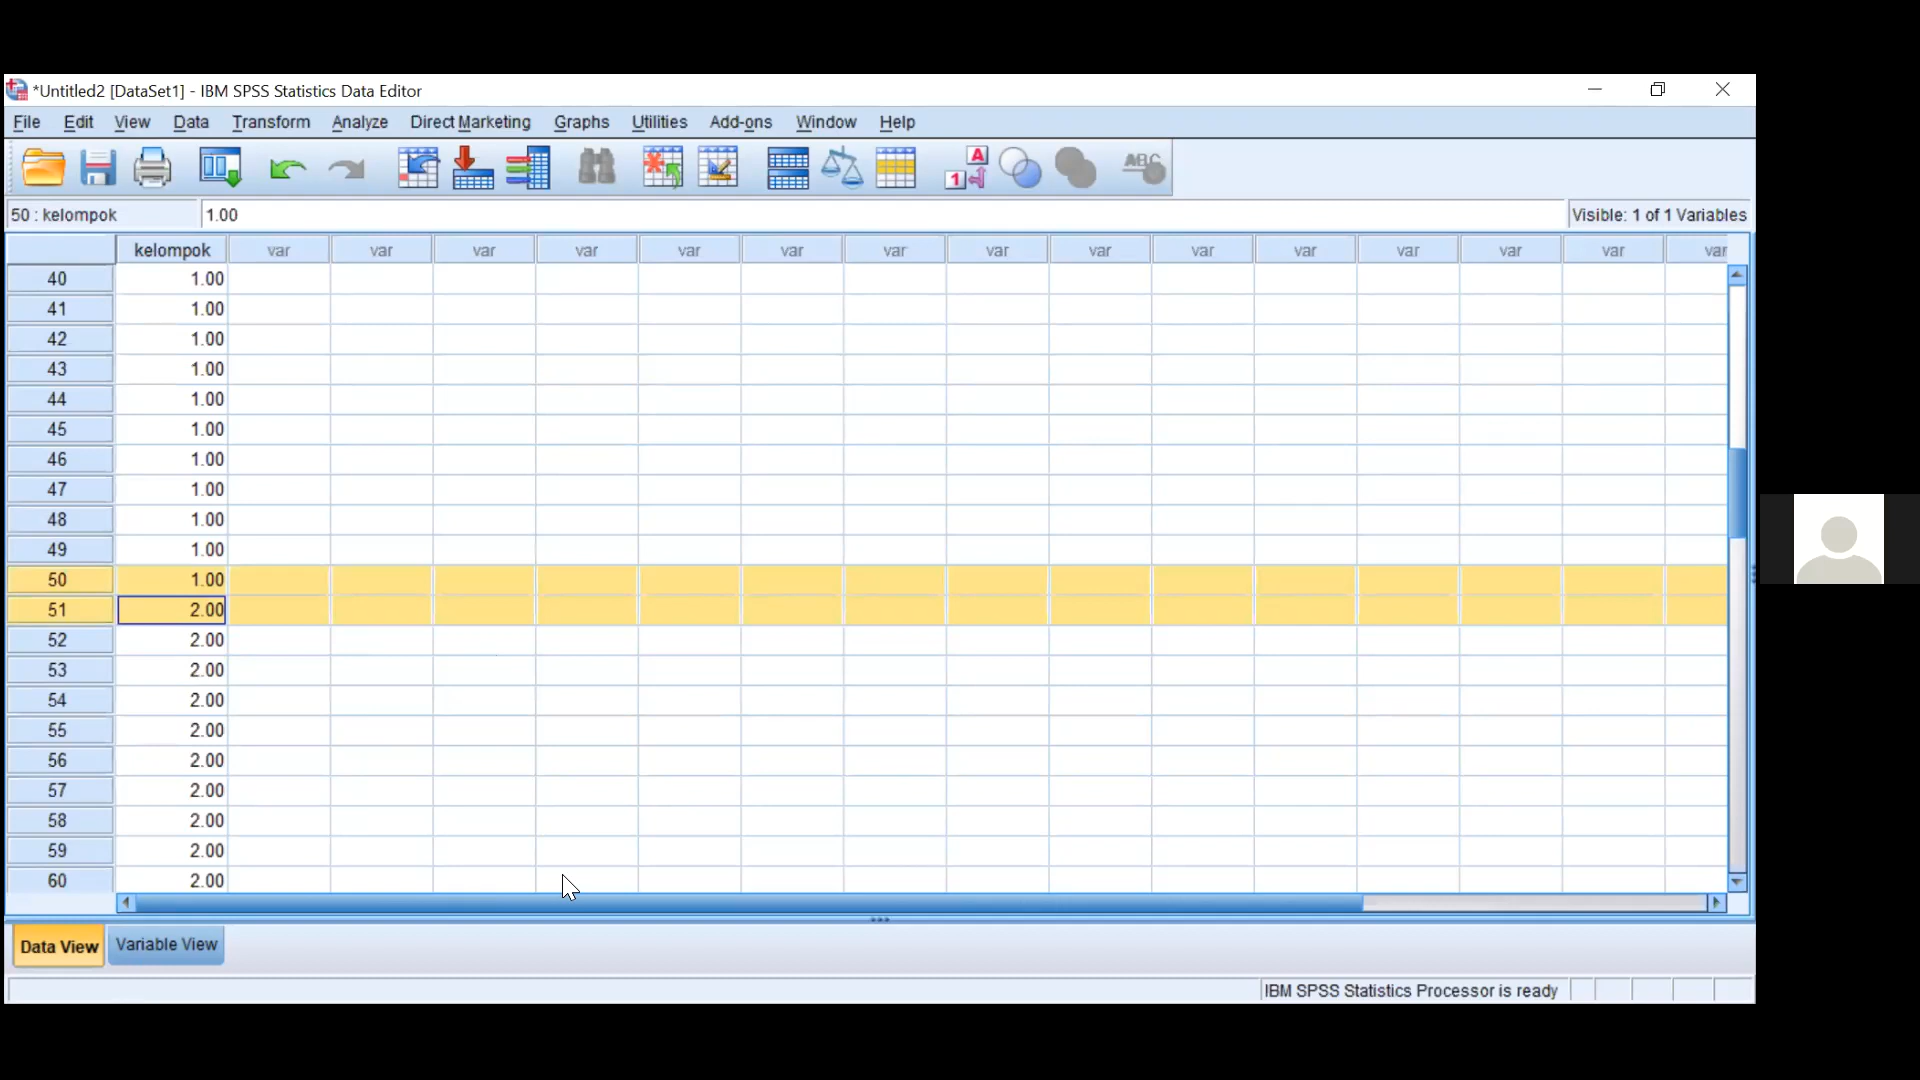 *Untitled2 [DataSet1] - IBM SPSS Statistics Data Editor
File Edit View Data Transform Analyze Direct Marketing Graphs Utilities Add-ons Window Help
A
1
ABC
50 : kelompok 1.00 Visible: 1 of 1 Variables
kelompok var var var var var var var var var var var var var var var
40 1.00
41 1.00
42 1.00
43 1.00
44 1.00
45 1.00
46 1.00
47 1.00
48 1.00
49 1.00
50 1.00
51 2.00
52 2.00
53 2.00
54 2.00
55 2.00
56 2.00
57 2.00
58 2.00
59 2.00
60 2.00
Data View Variable View
IBM SPSS Statistics Processor is ready